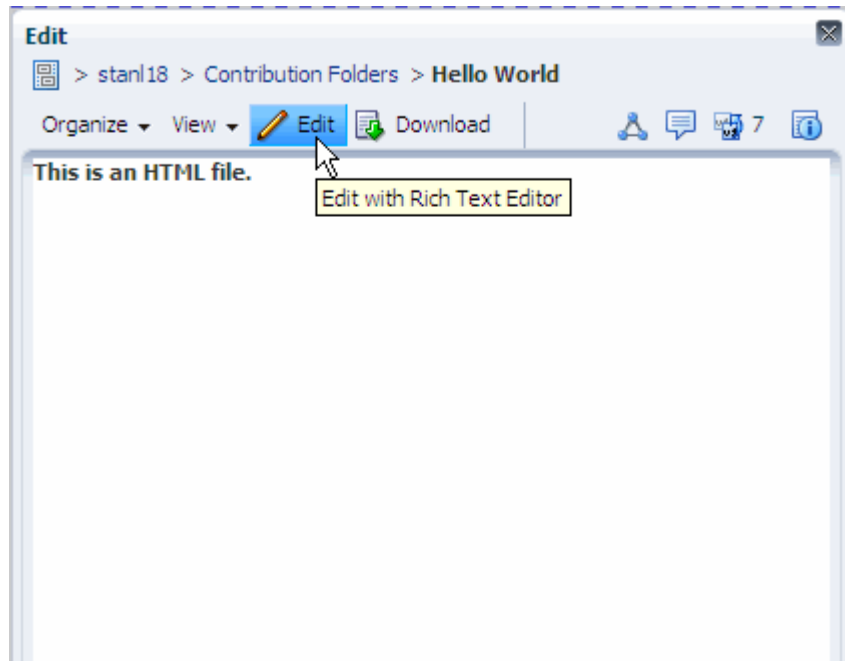 Edit
> stanl18 > Contribution Folders > Hello World
Organize View Edit Download 7
This is an HTML file.
Edit with Rich Text Editor